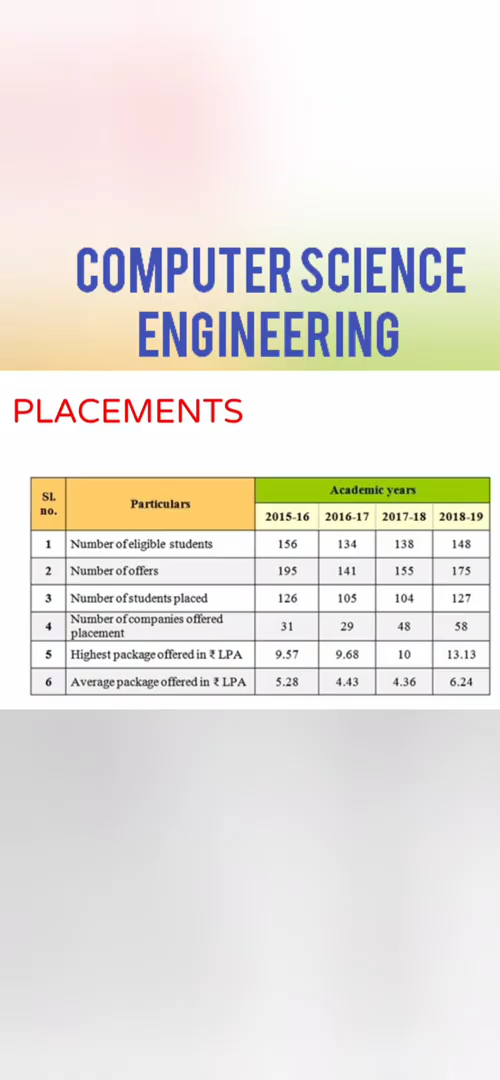 COMPUTER SCIENCE
ENGINEERING
PLACEMENTS
Sl. no. Particulars Academic years
2015-16 2016-17 2017-18 2018-19
1 Number of eligible students 156 134 138 148
2 Number of offers 195 141 155 175
3 Number of students placed 126 105 104 127
4 Number of companies offered placement 31 29 48 58
5 Highest package offered in ₹ LPA 9.57 9.68 10 13.13
6 Average package offered in ₹ LPA 5.28 4.43 4.36 6.24